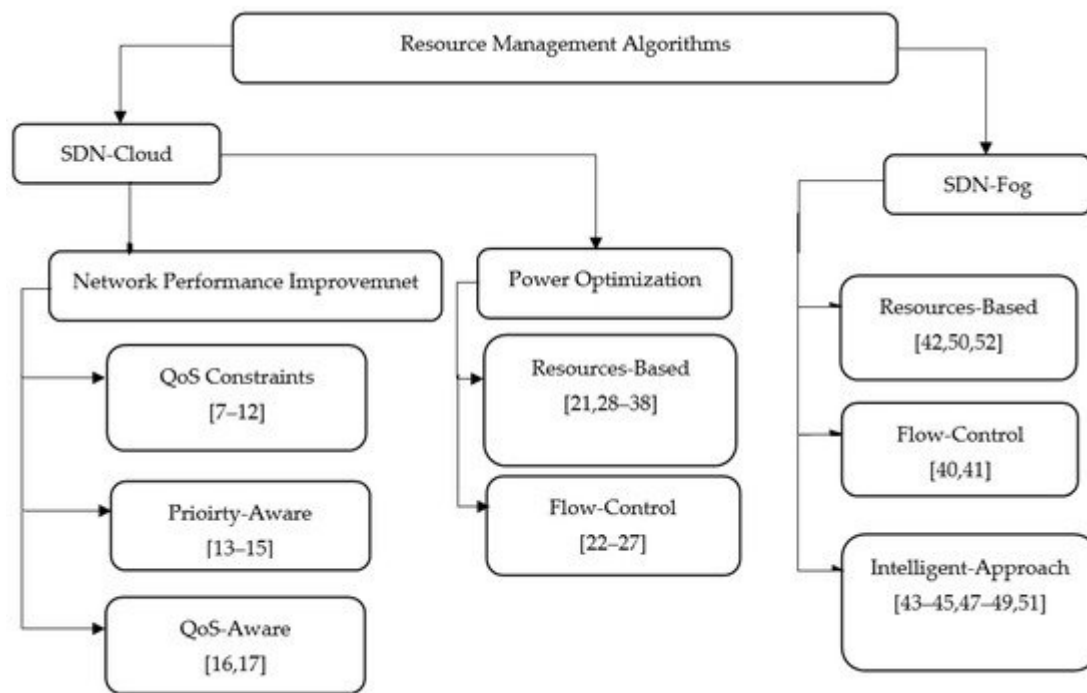 Resource Management Algorithms
SDN-Cloud
SDN-Fog
Network Performance Improvemnet
Power Optimization
QoS Constraints
[7–12]
Prioirty-Aware
[13–15]
QoS-Aware
[16,17]
Resources-Based
[21,28–38]
Flow-Control
[22–27]
Resources-Based
[42,50,52]
Flow-Control
[40,41]
Intelligent-Approach
[43–45,47–49,51]